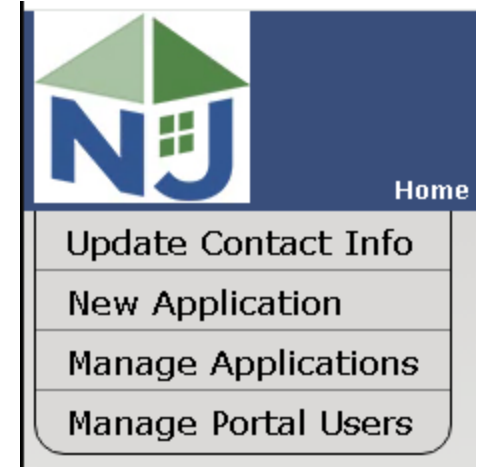 NJ
Home
Update Contact Info
New Application
Manage Applications
Manage Portal Users